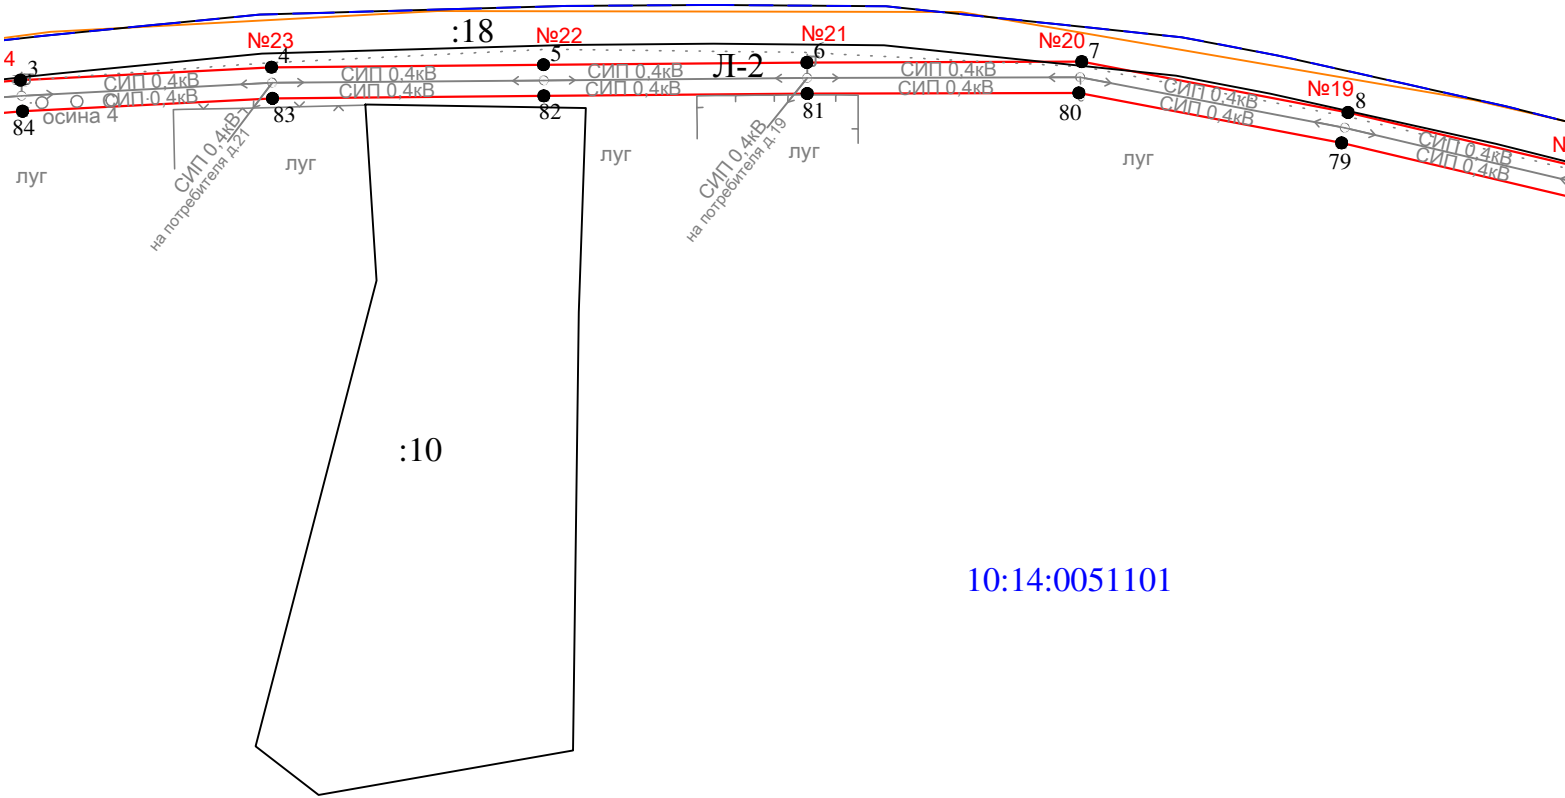 :18
№23
№22
№21
№20
№19
№
4
3
4
5
6
7
8
Л-2
СИП 0,4кВ
СИП 0,4кВ
СИП 0,4кВ
СИП 0,4кВ
СИП 0,4кВ
СИП 0,4кВ
СИП 0,4кВ
СИП 0,4кВ
СИП 0,4кВ
СИП 0,4кВ
СИП 0,4кВ
СИП 0,4кВ
осина 4
84
83
82
81
80
79
СИП 0,4кВ
на потребителя д.21
СИП 0,4кВ
на потребителя д.19
луг
луг
луг
луг
луг
:10
10:14:0051101